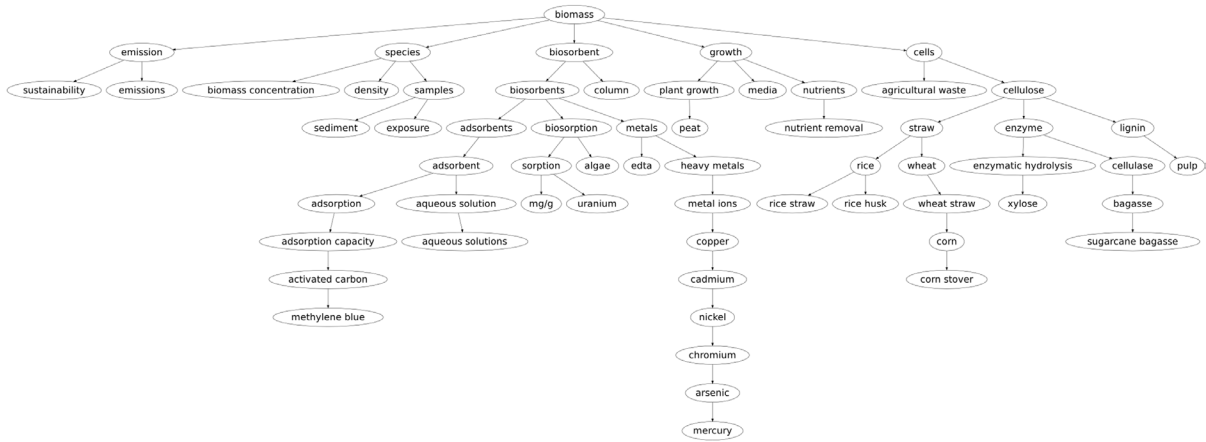 biomass
emission
species
biosorbent
growth
cells
sustainability
emissions
biomass concentration
density
samples
biosorbents
column
plant growth
media
nutrients
agricultural waste
cellulose
sediment
exposure
adsorbents
biosorption
metals
peat
nutrient removal
straw
enzyme
lignin
adsorbent
sorption
algae
edta
heavy metals
rice
wheat
enzymatic hydrolysis
cellulase
pulp
adsorption
aqueous solution
mg/g
uranium
metal ions
rice straw
rice husk
wheat straw
xylose
bagasse
adsorption capacity
aqueous solutions
copper
corn
sugarcane bagasse
activated carbon
cadmium
corn stover
methylene blue
nickel
chromium
arsenic
mercury